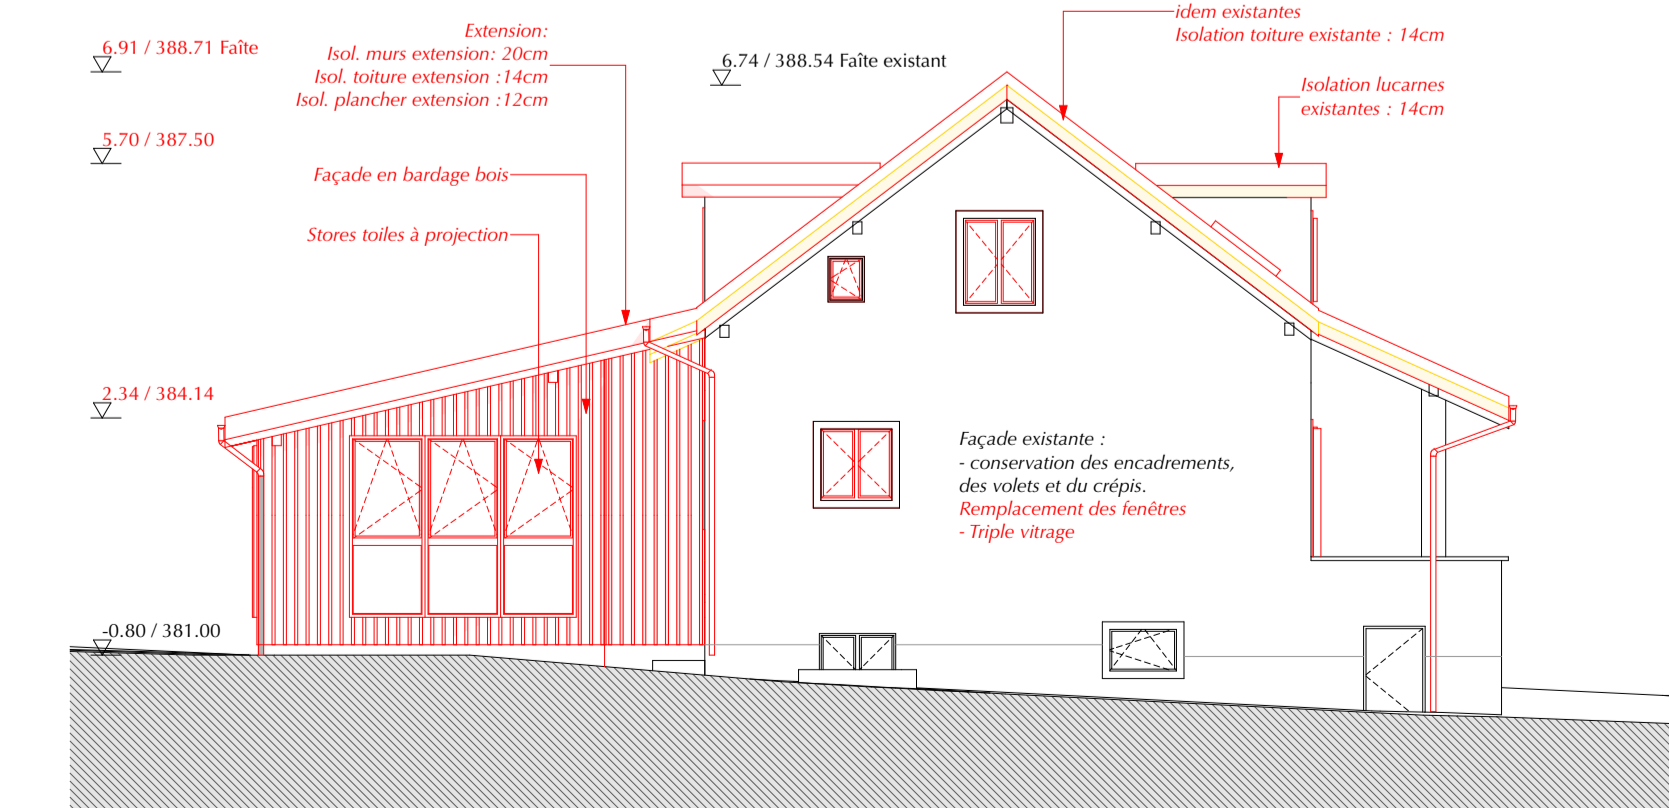 6.91 / 388.71 Faîte
5.70 / 387.50
2.34 / 384.14
-0.80 / 381.00
Extension:
Isol. murs extension: 20cm
Isol. toiture extension :14cm
Isol. plancher extension :12cm
Façade en bardage bois
Stores toiles à projection
6.74 / 388.54 Faîte existant
idem existantes
Isolation toiture existante : 14cm
Isolation lucarnes
existantes : 14cm
Façade existante :
- conservation des encadrements,
des volets et du crépis.
Remplacement des fenêtres
- Triple vitrage